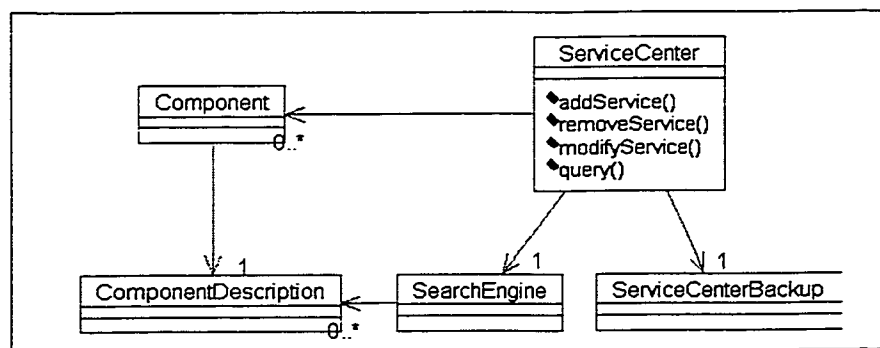 ServiceCenter
Component
addService()
removeService()
modifyService()
query()
0..*
1
1
1
ComponentDescription
SearchEngine
ServiceCenterBackup
0..*